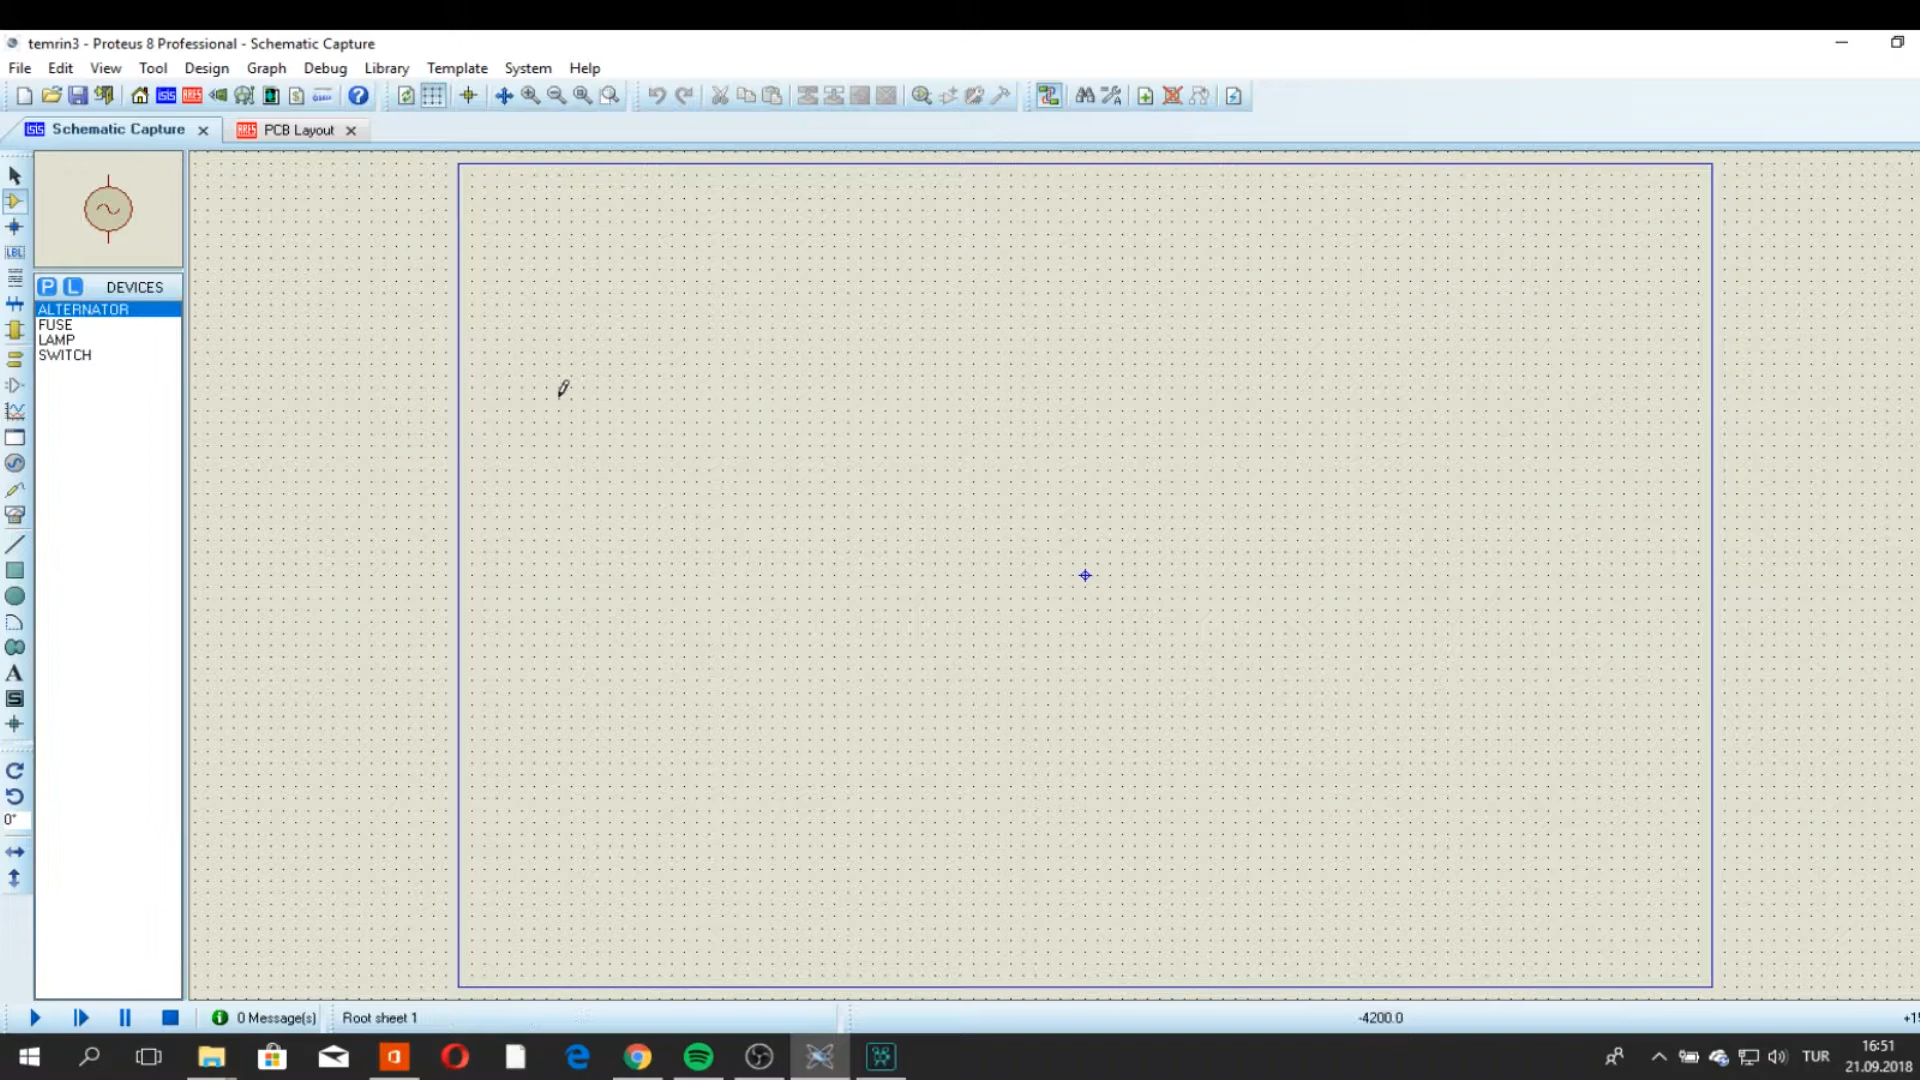 temrin3 - Proteus 8 Professional - Schematic Capture
File Edit View Tool Design Graph Debug Library Template System Help
Schematic Capture PCB Layout
P L DEVICES
ALTERNATOR
FUSE
LAMP
SWITCH
LBL
A
S
0°
0 Message(s) Root sheet 1 -4200.0
TUR 16:51
21.09.2018